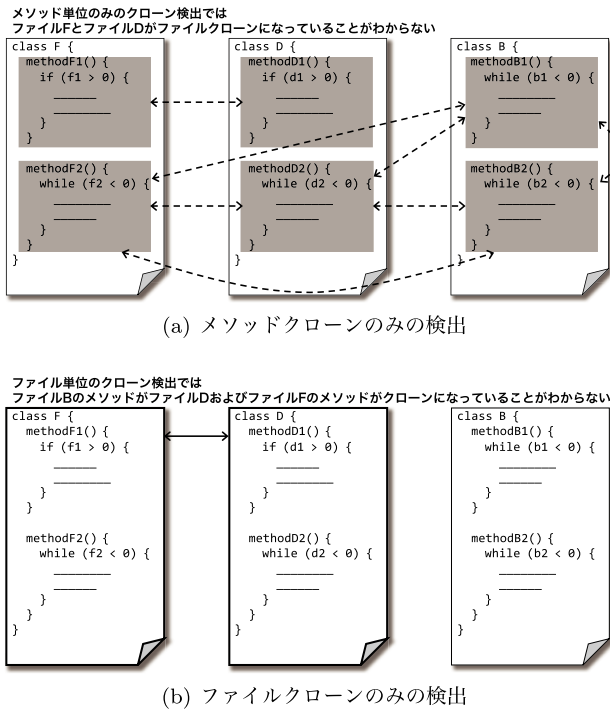 メソッド単位のみのクローン検出では
ファイルFとファイルDがファイルクローンになっていることがわからない
class F {
methodF1() {
if (f1 > 0) {
}
}
methodF2() {
while (f2 < 0) {
}
}
}
class D {
methodD1() {
if (d1 > 0) {
}
}
methodD2() {
while (d2 < 0) {
}
}
}
class B {
methodB1() {
while (b1 < 0) {
}
}
methodB2() {
while (b2 < 0) {
}
}
}
(a) メソッドクローンのみの検出
ファイル単位のクローン検出では
ファイルBのメソッドがファイルDおよびファイルFのメソッドがクローンになっていることがわからない
class F {
methodF1() {
if (f1 > 0) {
}
}
methodF2() {
while (f2 < 0) {
}
}
}
class D {
methodD1() {
if (d1 > 0) {
}
}
methodD2() {
while (d2 < 0) {
}
}
}
class B {
methodB1() {
while (b1 < 0) {
}
}
methodB2() {
while (b2 < 0) {
}
}
}
(b) ファイルクローンのみの検出